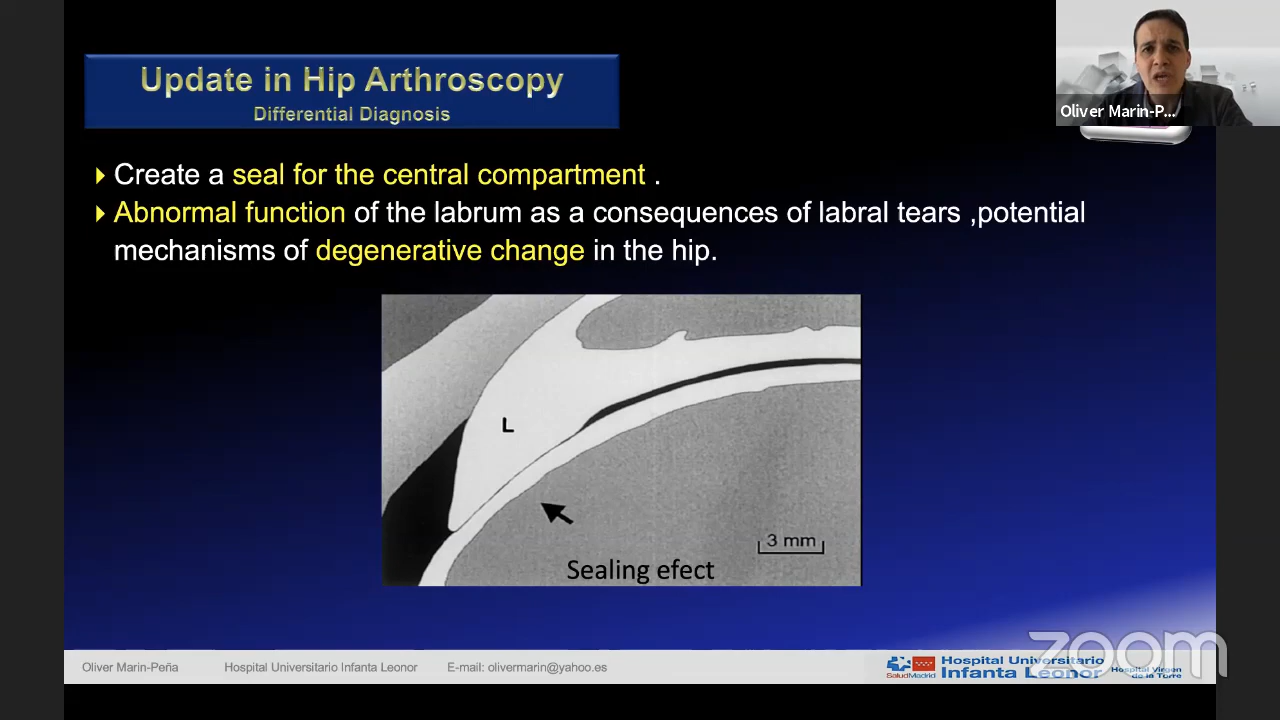 Update in Hip Arthroscopy
Differential Diagnosis
Oliver Marin-P...
Create a seal for the central compartment .
Abnormal function of the labrum as a consequences of labral tears ,potential
mechanisms of degenerative change in the hip.
L
3 mm
Sealing efect
Oliver Marin-Peña Hospital Universitario Infanta Leonor E-mail: olivermarin@yahoo.es
SaludMadrid
Hospital Universitario
Infanta Leonor
Hospital Virgen
de la Torre
zoom